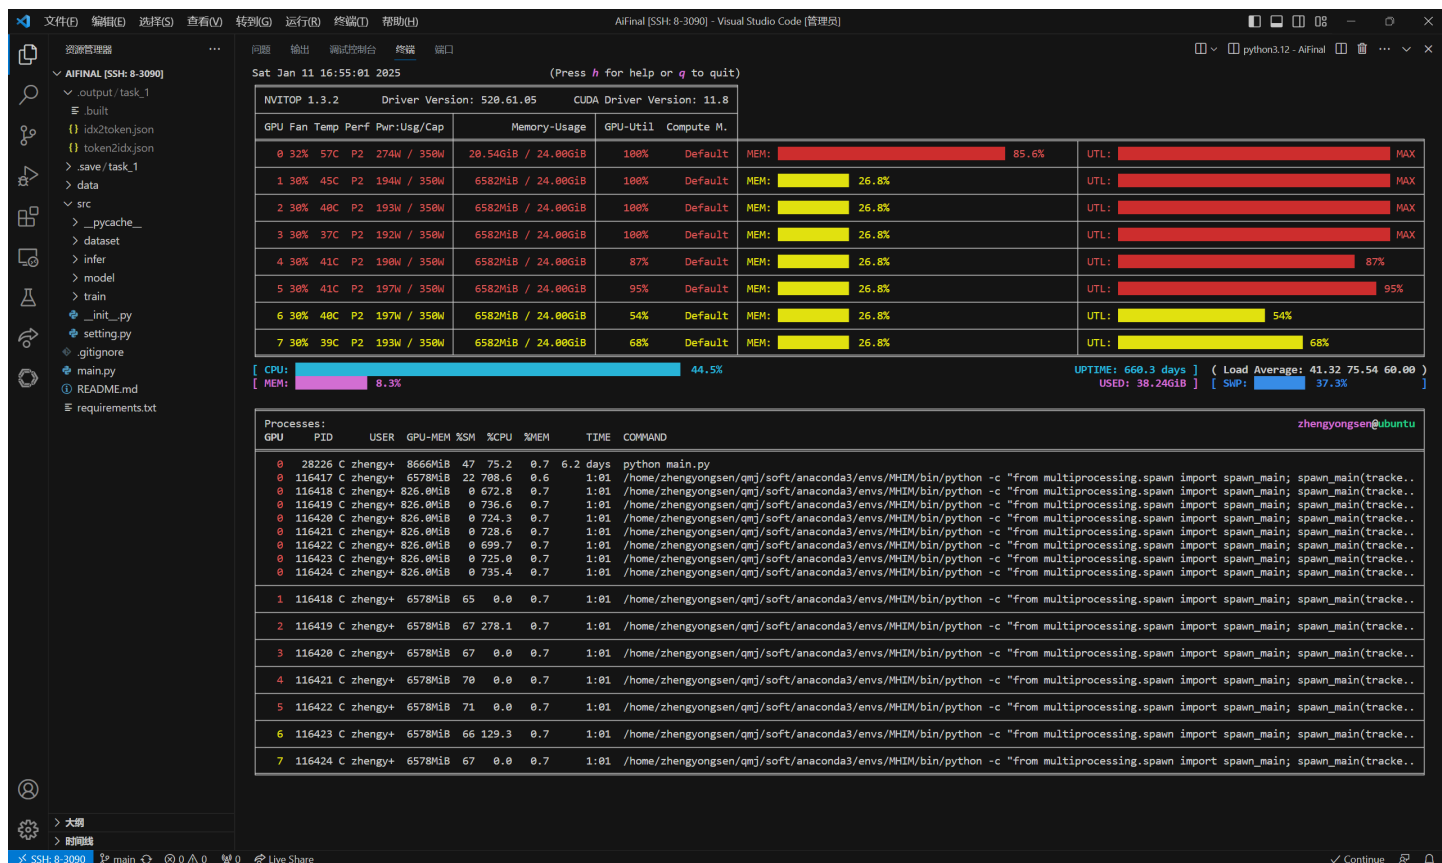 文件(F) 编辑(E) 选择(S) 查看(V) 转到(G) 运行(R) 终端(T) 帮助(H) AiFinal [SSH: 8-3090] - Visual Studio Code [管理员]
资源管理器 ···
问题 输出 调试控制台 终端 端口 python3.12 - AiFinal
AIFINAL [SSH: 8-3090]
.output / task_1
.built
idx2token.json
token2idx.json
.save / task_1
data
src
__pycache__
dataset
infer
model
train
__init__.py
setting.py
.gitignore
main.py
README.md
requirements.txt
大纲
时间线
Sat Jan 11 16:55:01 2025 (Press h for help or q to quit)
NVITOP 1.3.2 Driver Version: 520.61.05 CUDA Driver Version: 11.8
GPU Fan Temp Perf Pwr:Usg/Cap Memory-Usage GPU-Util Compute M.
0 32% 57C P2 274W / 350W 20.54GiB / 24.00GiB 100% Default MEM: 85.6% UTL: MAX
1 30% 45C P2 194W / 350W 6582MiB / 24.00GiB 100% Default MEM: 26.8% UTL: MAX
2 30% 40C P2 193W / 350W 6582MiB / 24.00GiB 100% Default MEM: 26.8% UTL: MAX
3 30% 37C P2 192W / 350W 6582MiB / 24.00GiB 100% Default MEM: 26.8% UTL: MAX
4 30% 41C P2 190W / 350W 6582MiB / 24.00GiB 87% Default MEM: 26.8% UTL: 87%
5 30% 41C P2 197W / 350W 6582MiB / 24.00GiB 95% Default MEM: 26.8% UTL: 95%
6 30% 40C P2 197W / 350W 6582MiB / 24.00GiB 54% Default MEM: 26.8% UTL: 54%
7 30% 39C P2 193W / 350W 6582MiB / 24.00GiB 68% Default MEM: 26.8% UTL: 68%
[ CPU: 44.5% UPTIME: 660.3 days ] ( Load Average: 41.32 75.54 60.00 )
[ MEM: 8.3% USED: 38.24GiB ] [ SWP: 37.3% ]
Processes: zhengyongsen@ubuntu
GPU PID USER GPU-MEM %SM %CPU %MEM TIME COMMAND
0 28226 C zhengy+ 8666MiB 47 75.2 0.7 6.2 days python main.py
0 116417 C zhengy+ 6578MiB 22 708.6 0.6 1:01 /home/zhengyongsen/qmj/soft/anaconda3/envs/MHIM/bin/python -c "from multiprocessing.spawn import spawn_main; spawn_main(tracke..
0 116418 C zhengy+ 826.0MiB 0 672.8 0.7 1:01 /home/zhengyongsen/qmj/soft/anaconda3/envs/MHIM/bin/python -c "from multiprocessing.spawn import spawn_main; spawn_main(tracke..
0 116419 C zhengy+ 826.0MiB 0 736.6 0.7 1:01 /home/zhengyongsen/qmj/soft/anaconda3/envs/MHIM/bin/python -c "from multiprocessing.spawn import spawn_main; spawn_main(tracke..
0 116420 C zhengy+ 826.0MiB 0 724.3 0.7 1:01 /home/zhengyongsen/qmj/soft/anaconda3/envs/MHIM/bin/python -c "from multiprocessing.spawn import spawn_main; spawn_main(tracke..
0 116421 C zhengy+ 826.0MiB 0 728.6 0.7 1:01 /home/zhengyongsen/qmj/soft/anaconda3/envs/MHIM/bin/python -c "from multiprocessing.spawn import spawn_main; spawn_main(tracke..
0 116422 C zhengy+ 826.0MiB 0 699.7 0.7 1:01 /home/zhengyongsen/qmj/soft/anaconda3/envs/MHIM/bin/python -c "from multiprocessing.spawn import spawn_main; spawn_main(tracke..
0 116423 C zhengy+ 826.0MiB 0 725.0 0.7 1:01 /home/zhengyongsen/qmj/soft/anaconda3/envs/MHIM/bin/python -c "from multiprocessing.spawn import spawn_main; spawn_main(tracke..
0 116424 C zhengy+ 826.0MiB 0 735.4 0.7 1:01 /home/zhengyongsen/qmj/soft/anaconda3/envs/MHIM/bin/python -c "from multiprocessing.spawn import spawn_main; spawn_main(tracke..
1 116418 C zhengy+ 6578MiB 65 0.0 0.7 1:01 /home/zhengyongsen/qmj/soft/anaconda3/envs/MHIM/bin/python -c "from multiprocessing.spawn import spawn_main; spawn_main(tracke..
2 116419 C zhengy+ 6578MiB 67 278.1 0.7 1:01 /home/zhengyongsen/qmj/soft/anaconda3/envs/MHIM/bin/python -c "from multiprocessing.spawn import spawn_main; spawn_main(tracke..
3 116420 C zhengy+ 6578MiB 67 0.0 0.7 1:01 /home/zhengyongsen/qmj/soft/anaconda3/envs/MHIM/bin/python -c "from multiprocessing.spawn import spawn_main; spawn_main(tracke..
4 116421 C zhengy+ 6578MiB 70 0.0 0.7 1:01 /home/zhengyongsen/qmj/soft/anaconda3/envs/MHIM/bin/python -c "from multiprocessing.spawn import spawn_main; spawn_main(tracke..
5 116422 C zhengy+ 6578MiB 71 0.0 0.7 1:01 /home/zhengyongsen/qmj/soft/anaconda3/envs/MHIM/bin/python -c "from multiprocessing.spawn import spawn_main; spawn_main(tracke..
6 116423 C zhengy+ 6578MiB 66 129.3 0.7 1:01 /home/zhengyongsen/qmj/soft/anaconda3/envs/MHIM/bin/python -c "from multiprocessing.spawn import spawn_main; spawn_main(tracke..
7 116424 C zhengy+ 6578MiB 67 0.0 0.7 1:01 /home/zhengyongsen/qmj/soft/anaconda3/envs/MHIM/bin/python -c "from multiprocessing.spawn import spawn_main; spawn_main(tracke..
SSH: 8-3090 main 0 0 0 Live Share Continue